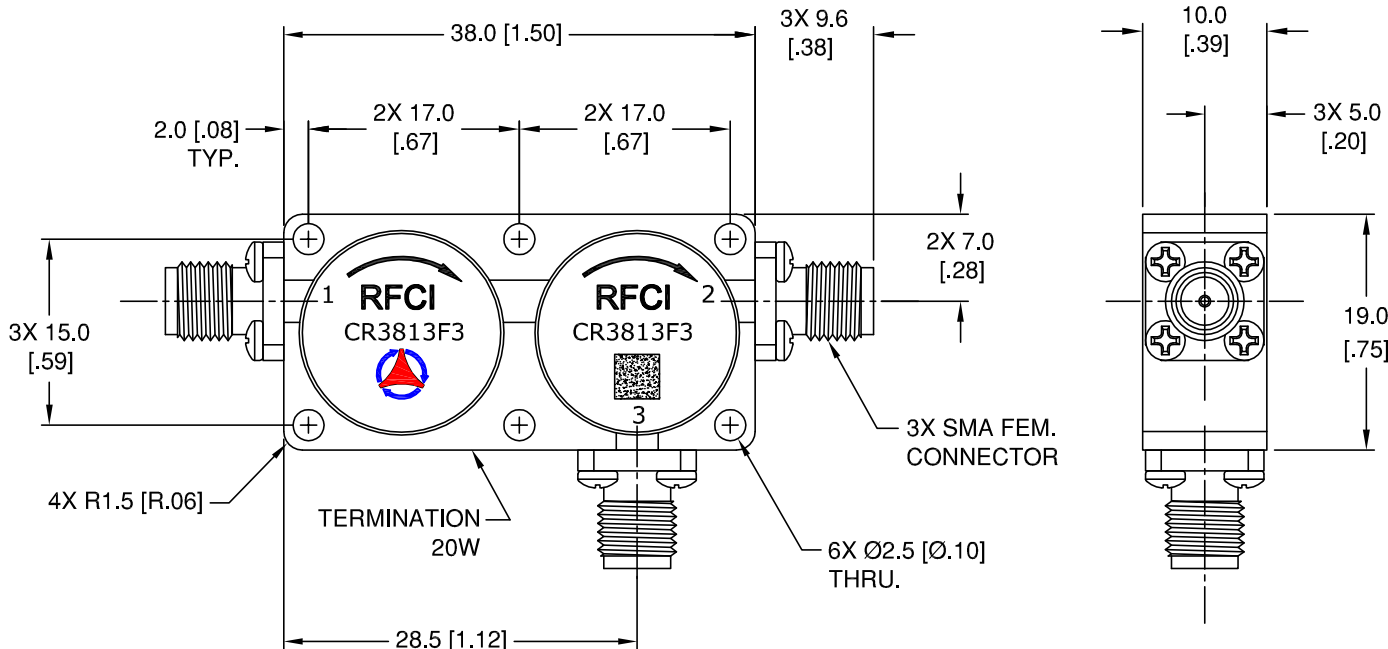 38.0 [1.50]
3X 9.6
[.38]
10.0
[.39]
2.0 [.08]
TYP.
2X 17.0
[.67]
2X 17.0
[.67]
3X 5.0
[.20]
2X 7.0
[.28]
3X 15.0
[.59]
1
RFCI
CR3813F3
RFCI
2
CR3813F3
3
19.0
[.75]
3X SMA FEM.
CONNECTOR
4X R1.5 [R.06]
TERMINATION
20W
6X Ø2.5 [Ø.10]
THRU.
28.5 [1.12]